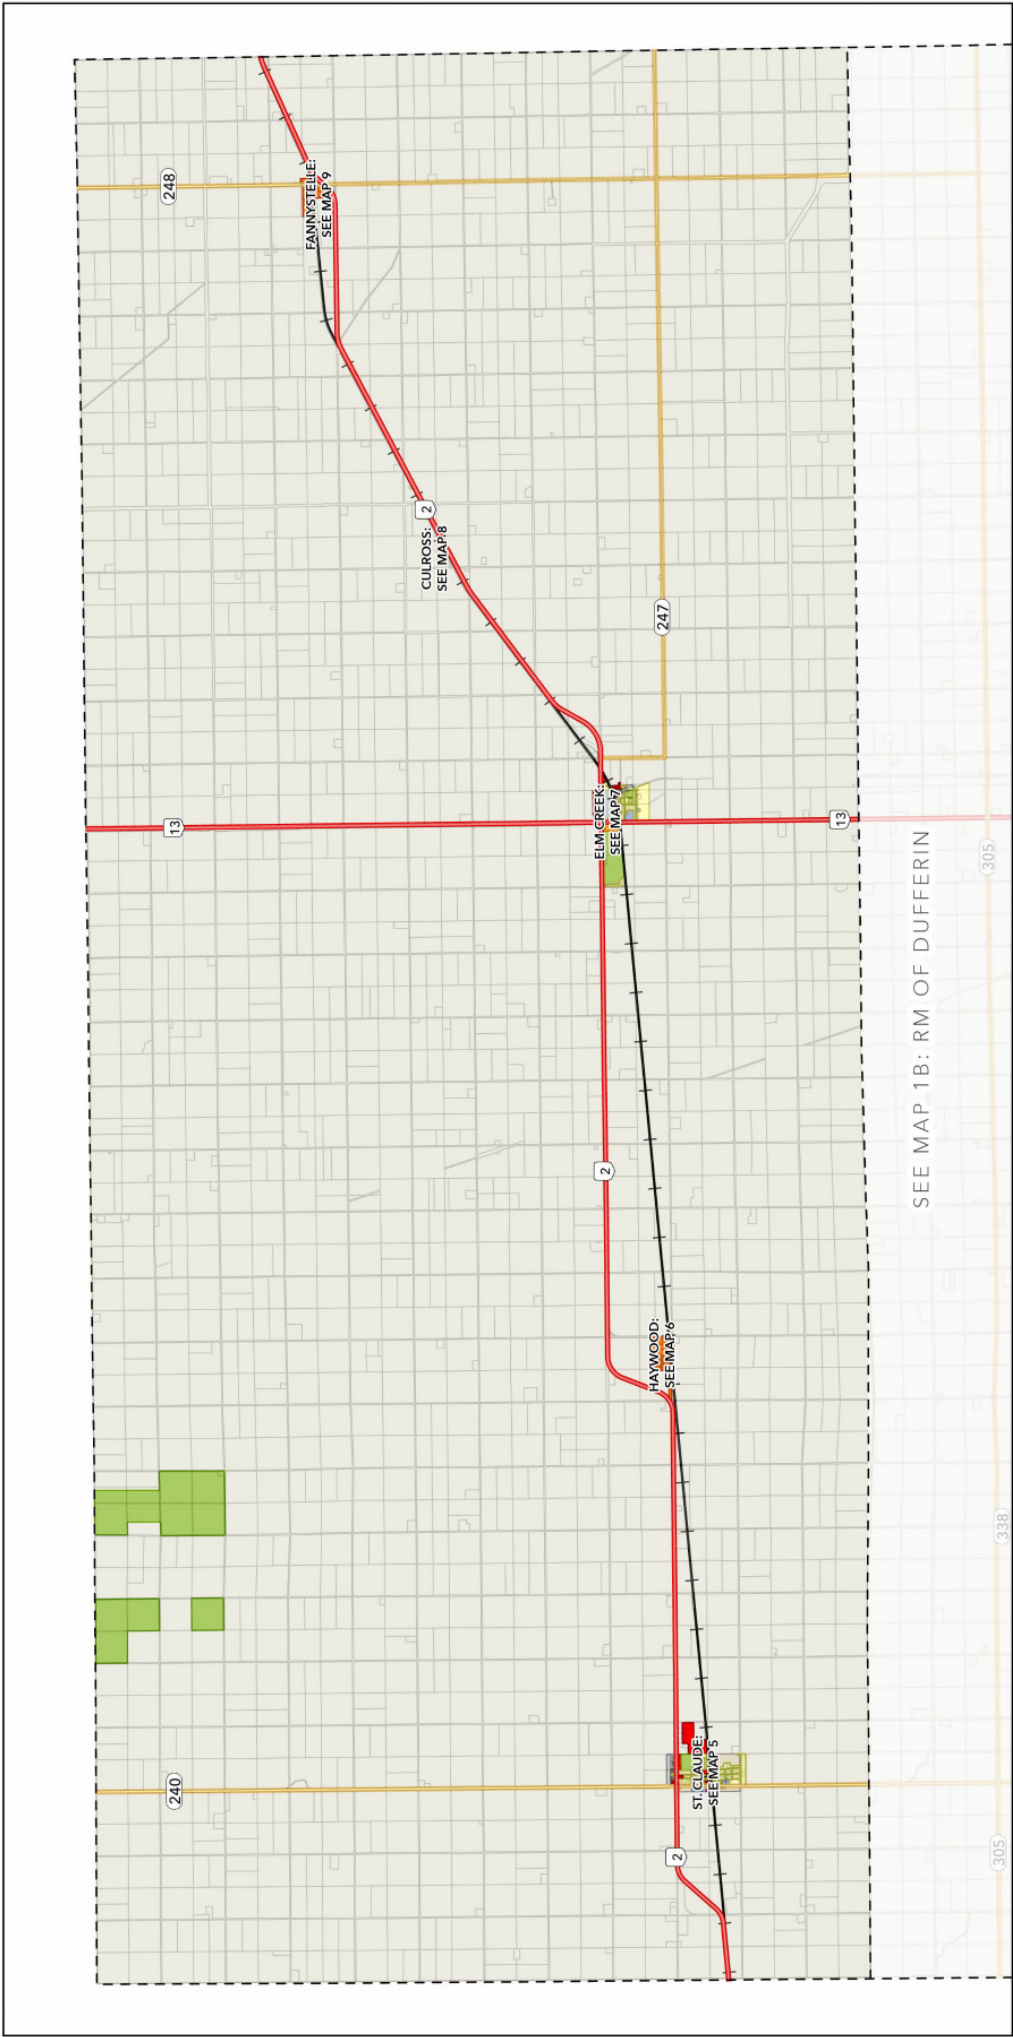 248
FANNYSTELLE:
SEE MAP 9
2
CULROSS:
SEE MAP 8
247
13
ELM CREEK:
SEE MAP 7
13
305
SEE MAP 1B: RM OF DUFFERIN
2
HAYWOOD:
SEE MAP 6
338
240
ST. CLAUDE:
SEE MAP 5
2
305